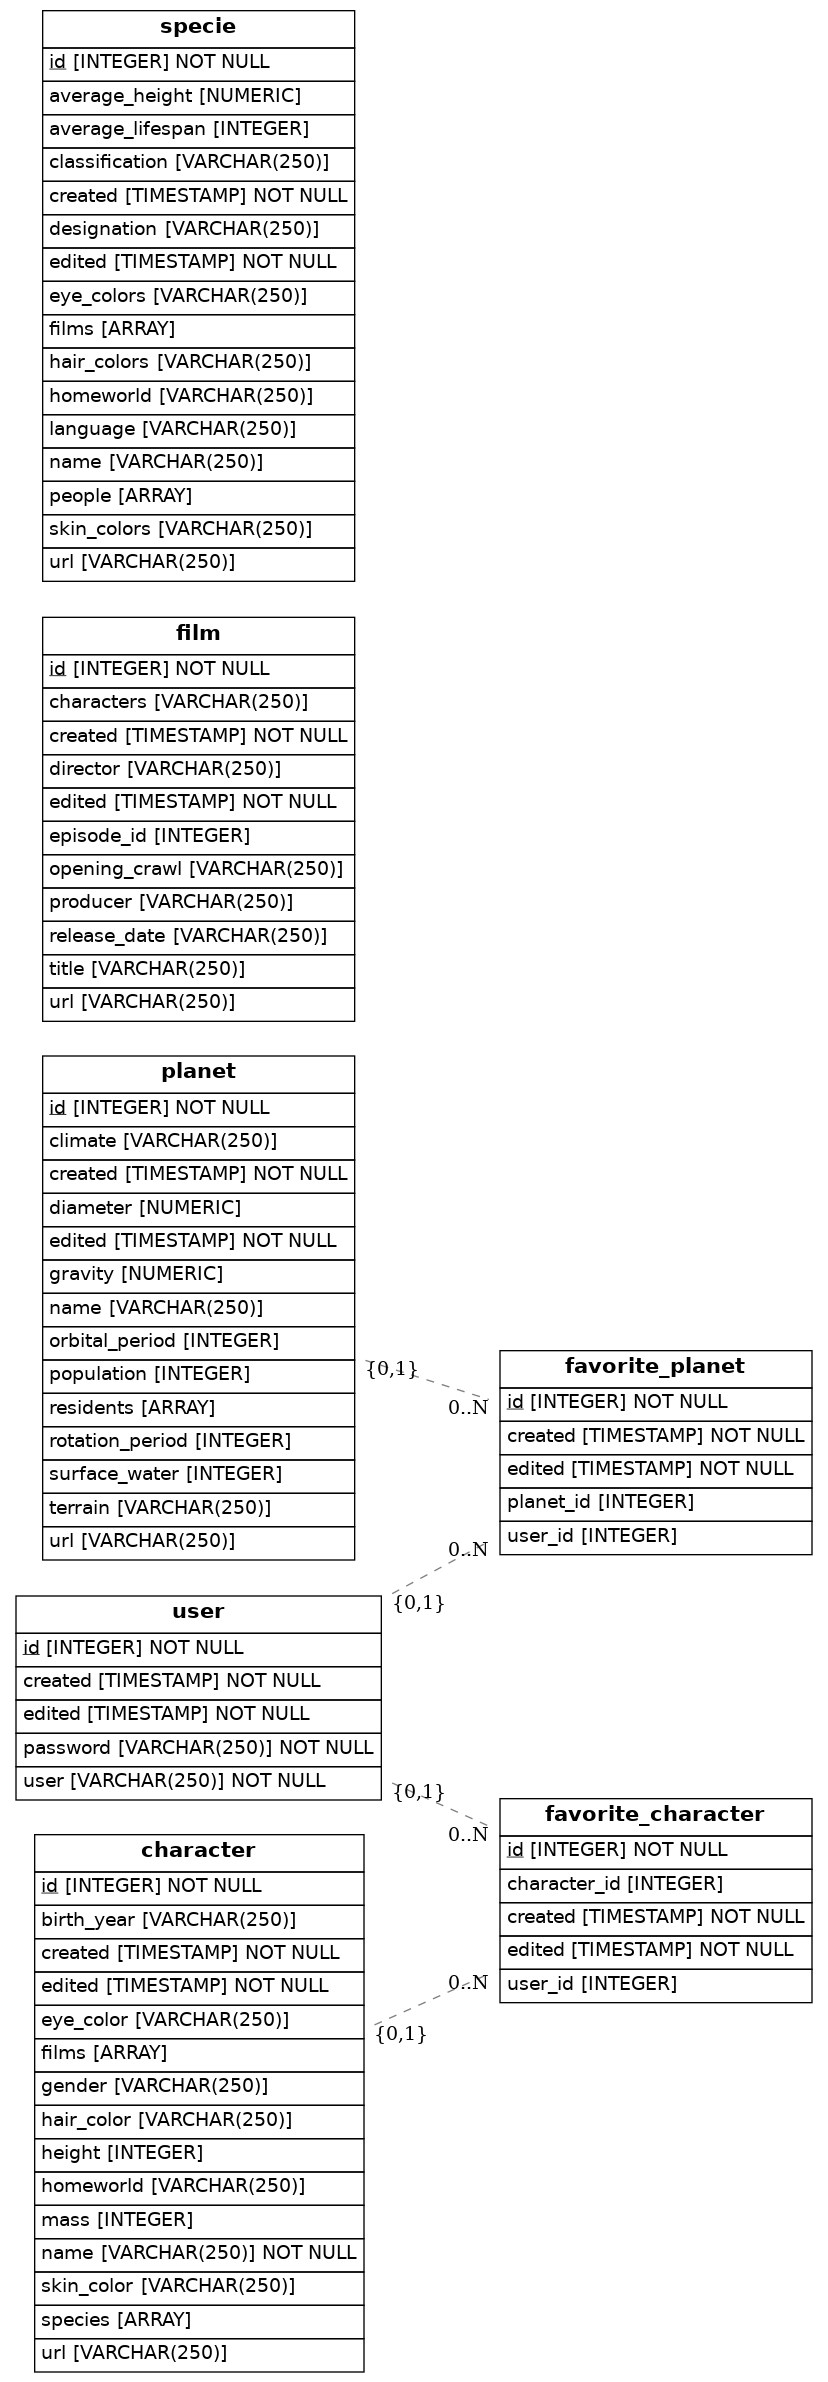 specie
id [INTEGER] NOT NULL
average_height [NUMERIC]
average_lifespan [INTEGER]
classification [VARCHAR(250)]
created [TIMESTAMP] NOT NULL
designation [VARCHAR(250)]
edited [TIMESTAMP] NOT NULL
eye_colors [VARCHAR(250)]
films [ARRAY]
hair_colors [VARCHAR(250)]
homeworld [VARCHAR(250)]
language [VARCHAR(250)]
name [VARCHAR(250)]
people [ARRAY]
skin_colors [VARCHAR(250)]
url [VARCHAR(250)]
film
id [INTEGER] NOT NULL
characters [VARCHAR(250)]
created [TIMESTAMP] NOT NULL
director [VARCHAR(250)]
edited [TIMESTAMP] NOT NULL
episode_id [INTEGER]
opening_crawl [VARCHAR(250)]
producer [VARCHAR(250)]
release_date [VARCHAR(250)]
title [VARCHAR(250)]
url [VARCHAR(250)]
planet
id [INTEGER] NOT NULL
climate [VARCHAR(250)]
created [TIMESTAMP] NOT NULL
diameter [NUMERIC]
edited [TIMESTAMP] NOT NULL
gravity [NUMERIC]
name [VARCHAR(250)]
orbital_period [INTEGER]
population [INTEGER]
residents [ARRAY]
rotation_period [INTEGER]
surface_water [INTEGER]
terrain [VARCHAR(250)]
url [VARCHAR(250)]
{0,1}
0..N
favorite_planet
id [INTEGER] NOT NULL
created [TIMESTAMP] NOT NULL
edited [TIMESTAMP] NOT NULL
planet_id [INTEGER]
user_id [INTEGER]
0..N
{0,1}
user
id [INTEGER] NOT NULL
created [TIMESTAMP] NOT NULL
edited [TIMESTAMP] NOT NULL
password [VARCHAR(250)] NOT NULL
user [VARCHAR(250)] NOT NULL
{0,1}
0..N
favorite_character
id [INTEGER] NOT NULL
character_id [INTEGER]
created [TIMESTAMP] NOT NULL
edited [TIMESTAMP] NOT NULL
user_id [INTEGER]
0..N
{0,1}
character
id [INTEGER] NOT NULL
birth_year [VARCHAR(250)]
created [TIMESTAMP] NOT NULL
edited [TIMESTAMP] NOT NULL
eye_color [VARCHAR(250)]
films [ARRAY]
gender [VARCHAR(250)]
hair_color [VARCHAR(250)]
height [INTEGER]
homeworld [VARCHAR(250)]
mass [INTEGER]
name [VARCHAR(250)] NOT NULL
skin_color [VARCHAR(250)]
species [ARRAY]
url [VARCHAR(250)]